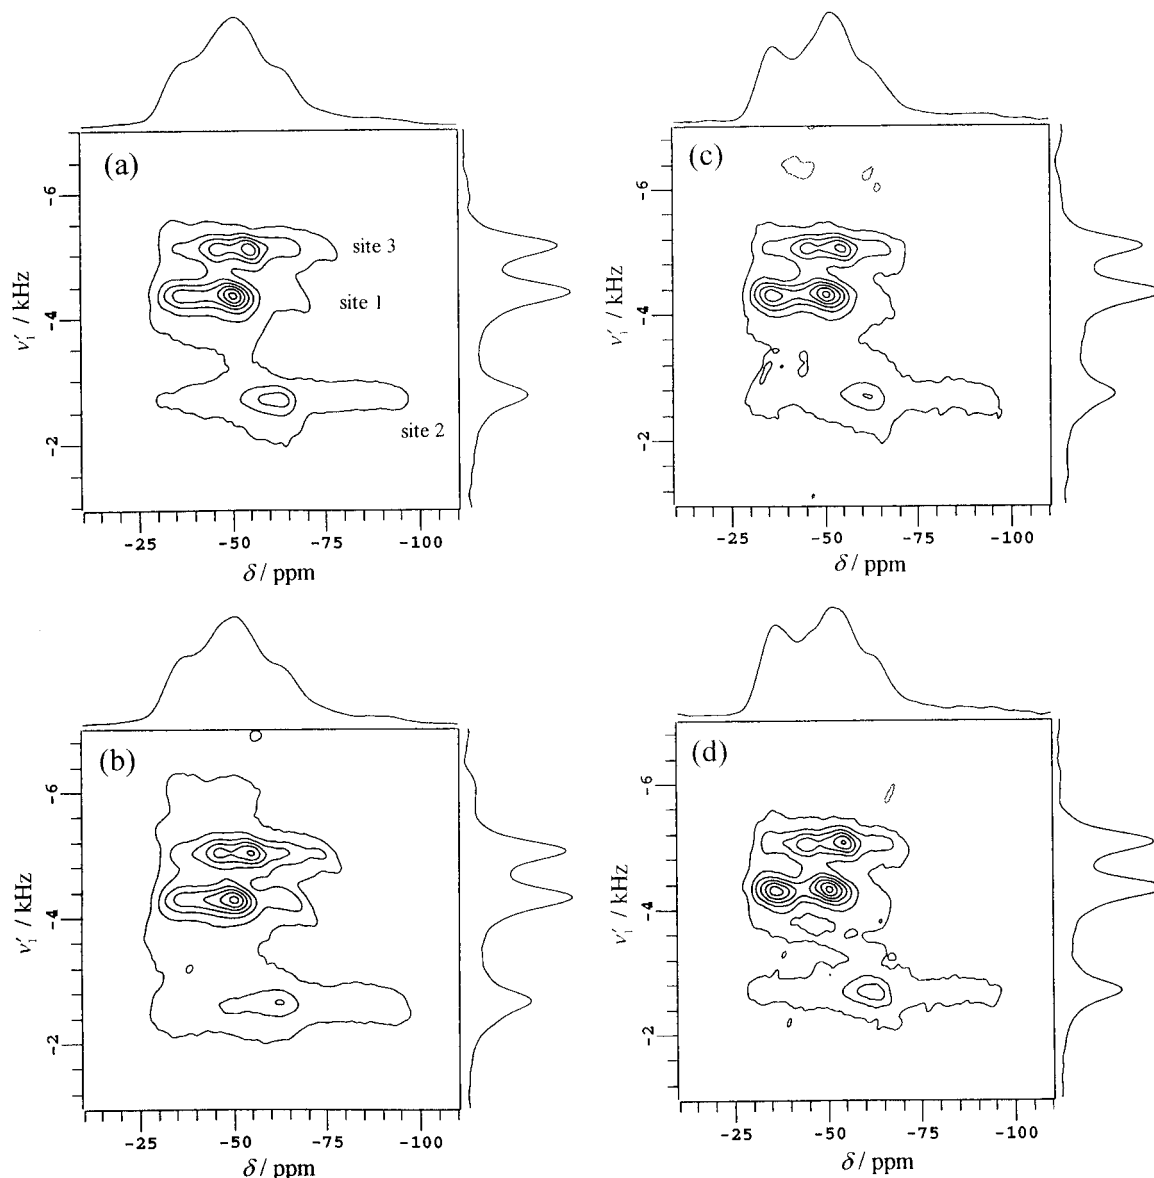 (a)
site 3
site 1
site 2
-6
-4
-2
ν′₁ / kHz
-25 -50 -75 -100
δ / ppm
(c)
-6
-4
-2
ν′₁ / kHz
-25 -50 -75 -100
δ / ppm
(b)
-6
-4
-2
ν′₁ / kHz
-25 -50 -75 -100
δ / ppm
(d)
-6
-4
-2
ν′₁ / kHz
-25 -50 -75 -100
δ / ppm